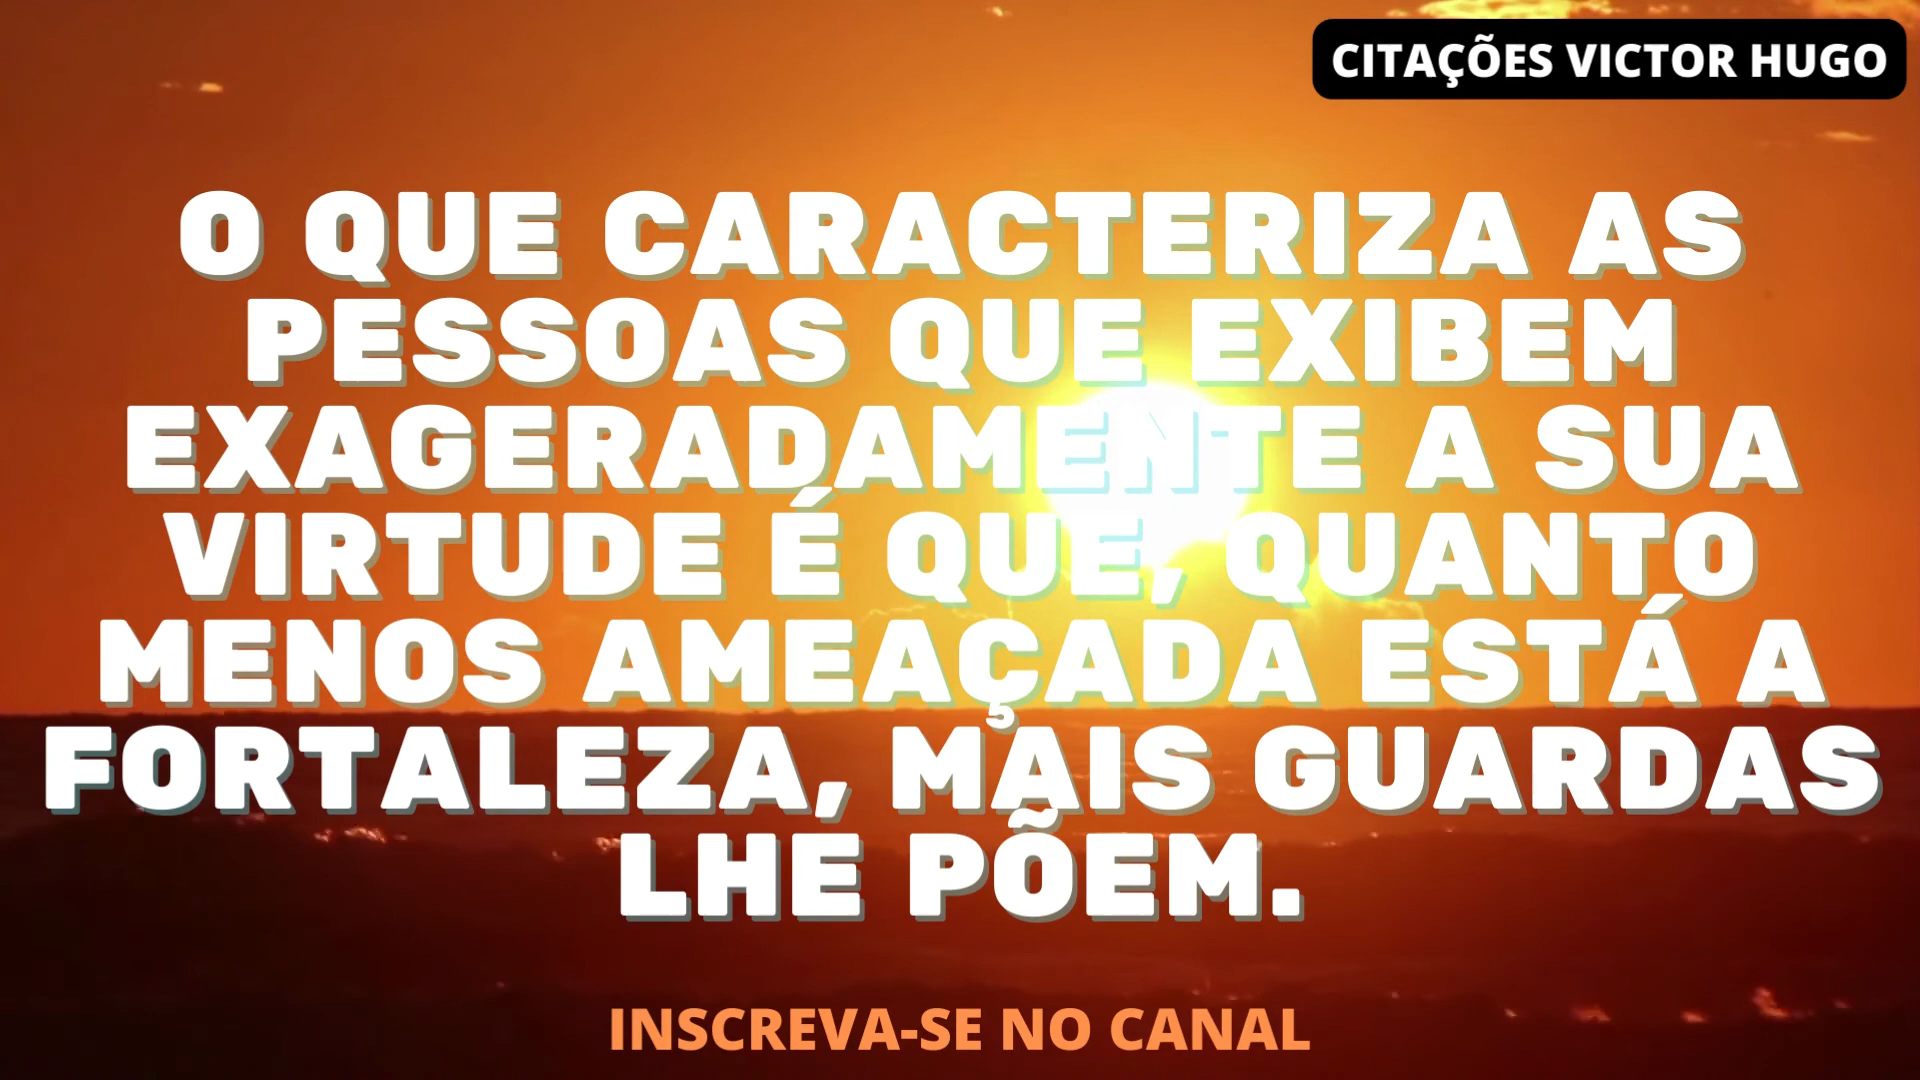 CITAÇÕES VICTOR HUGO
O QUE CARACTERIZA AS
PESSOAS QUE EXIBEM
EXAGERADAMENTE A SUA
VIRTUDE É QUE, QUANTO
MENOS AMEAÇADA ESTÁ A
FORTALEZA, MAIS GUARDAS
LHE PÕEM.
INSCREVA-SE NO CANAL